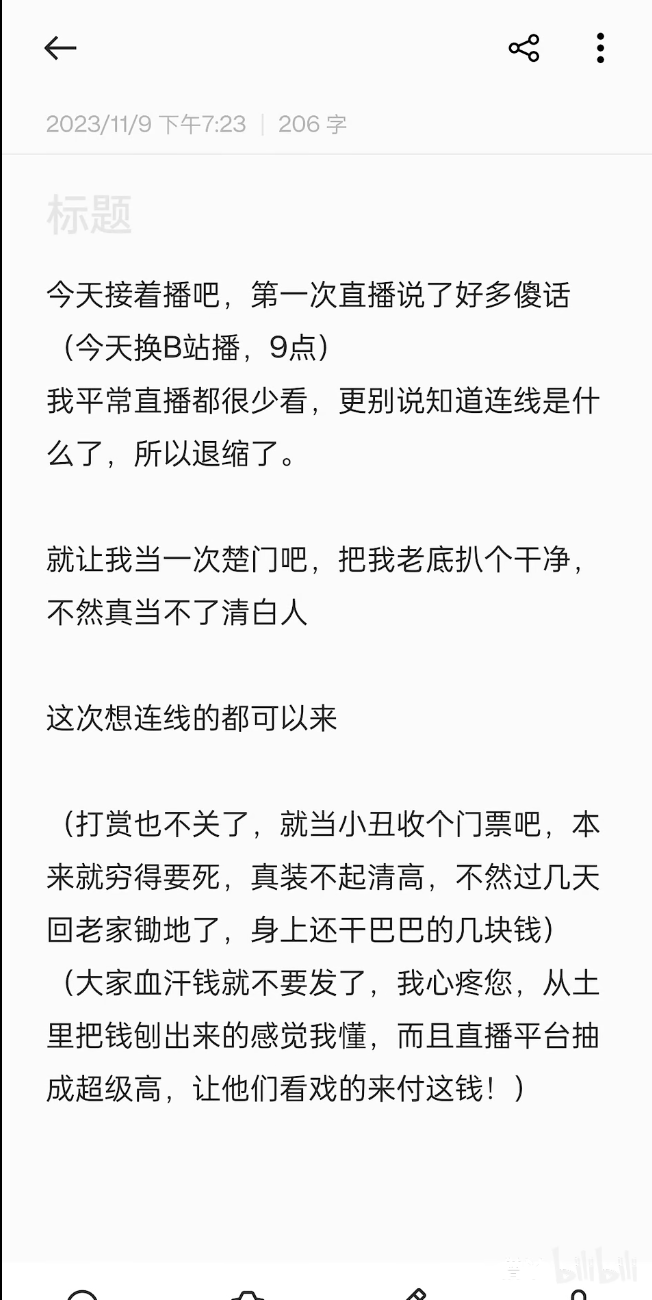 2023/11/9 下午7:23 | 206 字
标题
今天接着播吧，第一次直播说了好多傻话
（今天换B站播，9点）
我平常直播都很少看，更别说知道连线是什
么了，所以退缩了。
就让我当一次楚门吧，把我老底扒个干净，
不然真当不了清白人
这次想连线的都可以来
（打赏也不关了，就当小丑收个门票吧，本
来就穷得要死，真装不起清高，不然过几天
回老家锄地了，身上还干巴巴的几块钱）
（大家血汗钱就不要发了，我心疼您，从土
里把钱刨出来的感觉我懂，而且直播平台抽
成超级高，让他们看戏的来付这钱！）
bilibili